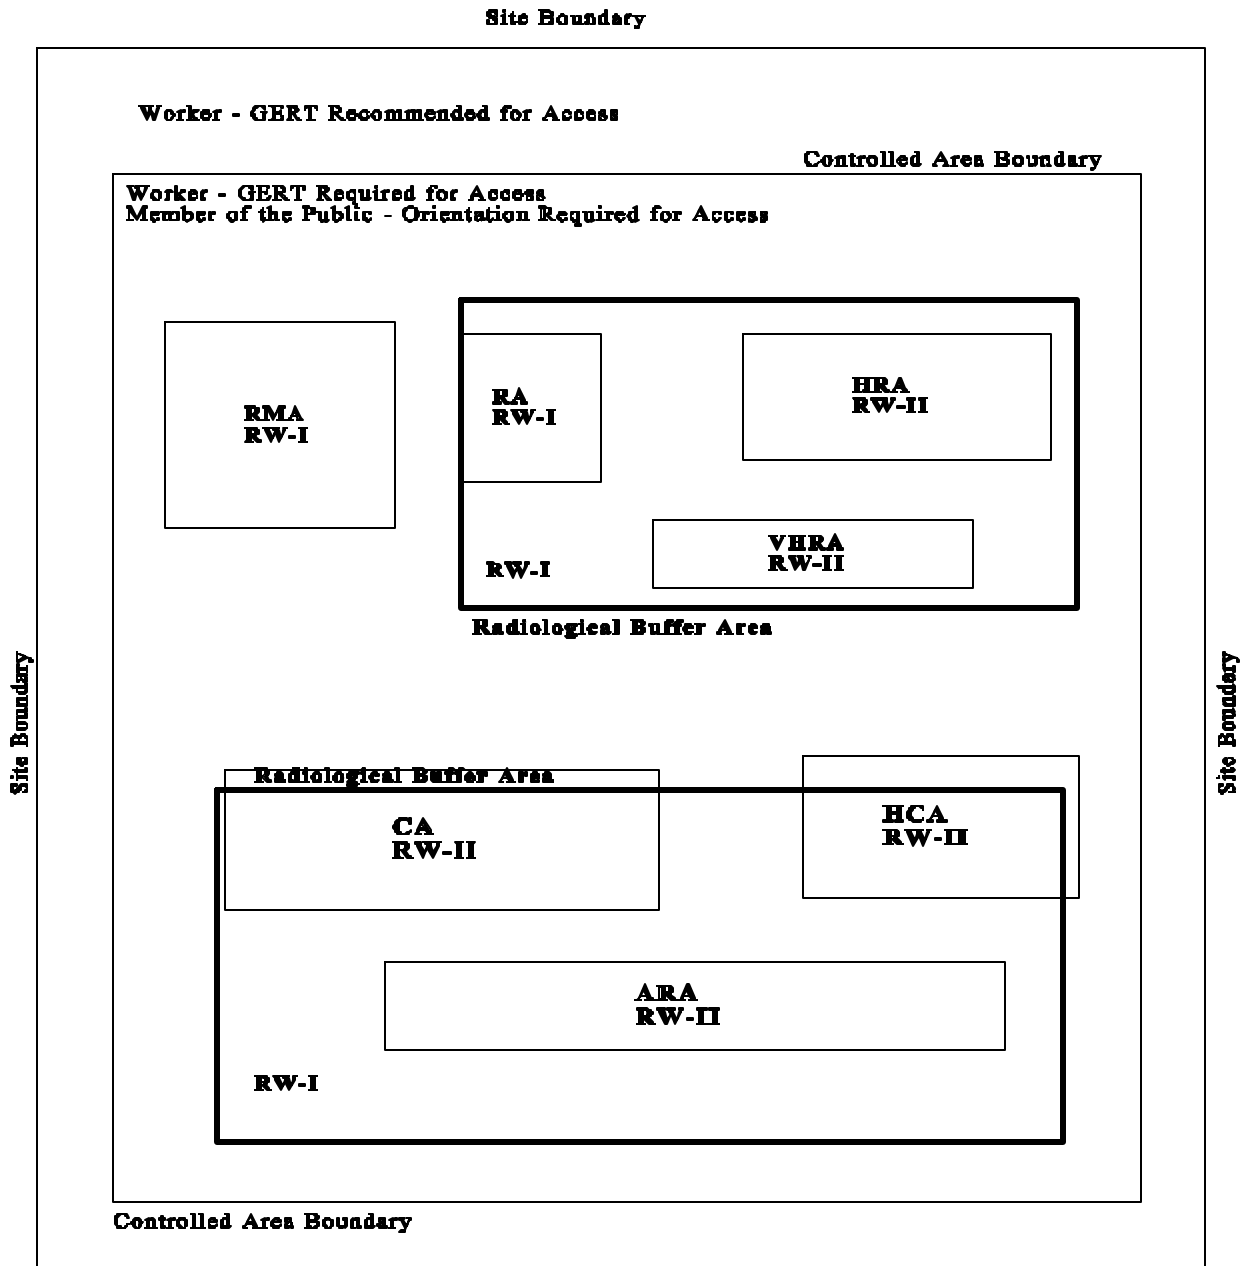 Site Boundary
Worker - GERT Recommended for Access
Controlled Area Boundary
Worker - GERT Required for Access
Member of the Public - Orientation Required for Access
RMA
RW-I
RA
RW-I
HRA
RW-II
VHRA
RW-II
RW-I
Radiological Buffer Area
Site Boundary
Site Boundary
Radiological Buffer Area
CA
RW-II
HCA
RW-II
ARA
RW-II
RW-I
Controlled Area Boundary